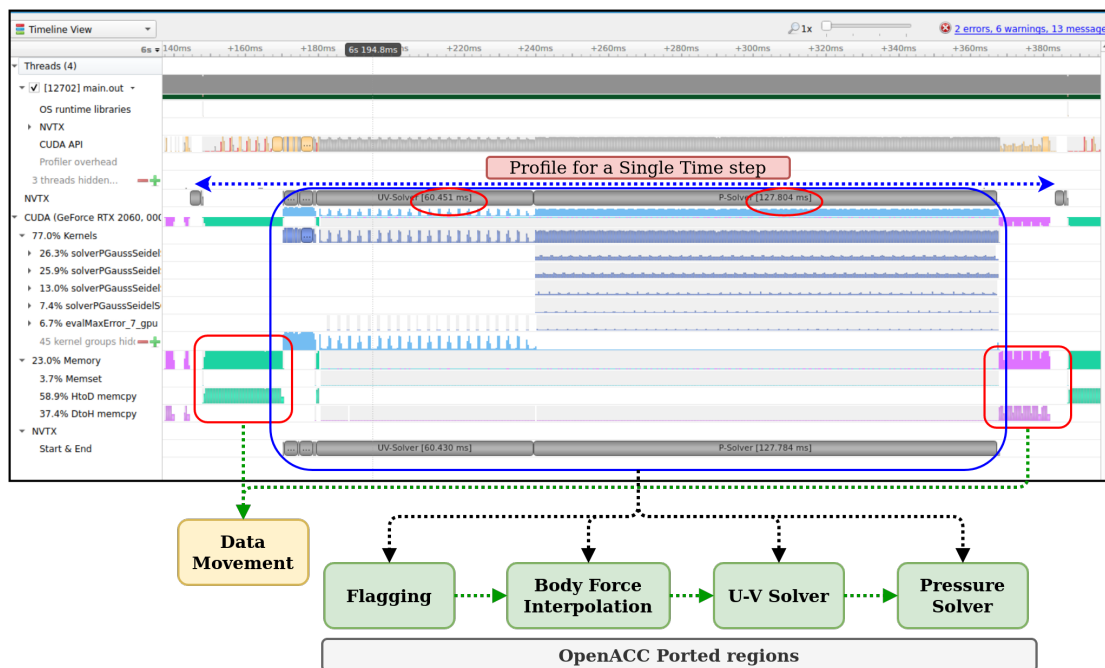 Timeline View
1x
2 errors, 6 warnings, 13 message
6s
140ms +160ms +180ms 6s 194.8ms +220ms +240ms +260ms +280ms +300ms +320ms +340ms +360ms +380ms
Threads (4)
[12702] main.out
OS runtime libraries
NVTX
CUDA API
Profiler overhead
3 threads hidden...
Profile for a Single Time step
NVTX
UV-Solver [60.451 ms]
P-Solver [127.804 ms]
CUDA (GeForce RTX 2060, 000
77.0% Kernels
26.3% solverPGaussSeidel
25.9% solverPGaussSeidel
13.0% solverPGaussSeidel
7.4% solverPGaussSeidelS
6.7% evalMaxError_7_gpu
45 kernel groups hid
23.0% Memory
3.7% Memset
58.9% HtoD memcpy
37.4% DtoH memcpy
NVTX
Start & End
UV-Solver [60.430 ms]
P-Solver [127.784 ms]
Data
Movement
Flagging
Body Force
Interpolation
U-V Solver
Pressure
Solver
OpenACC Ported regions